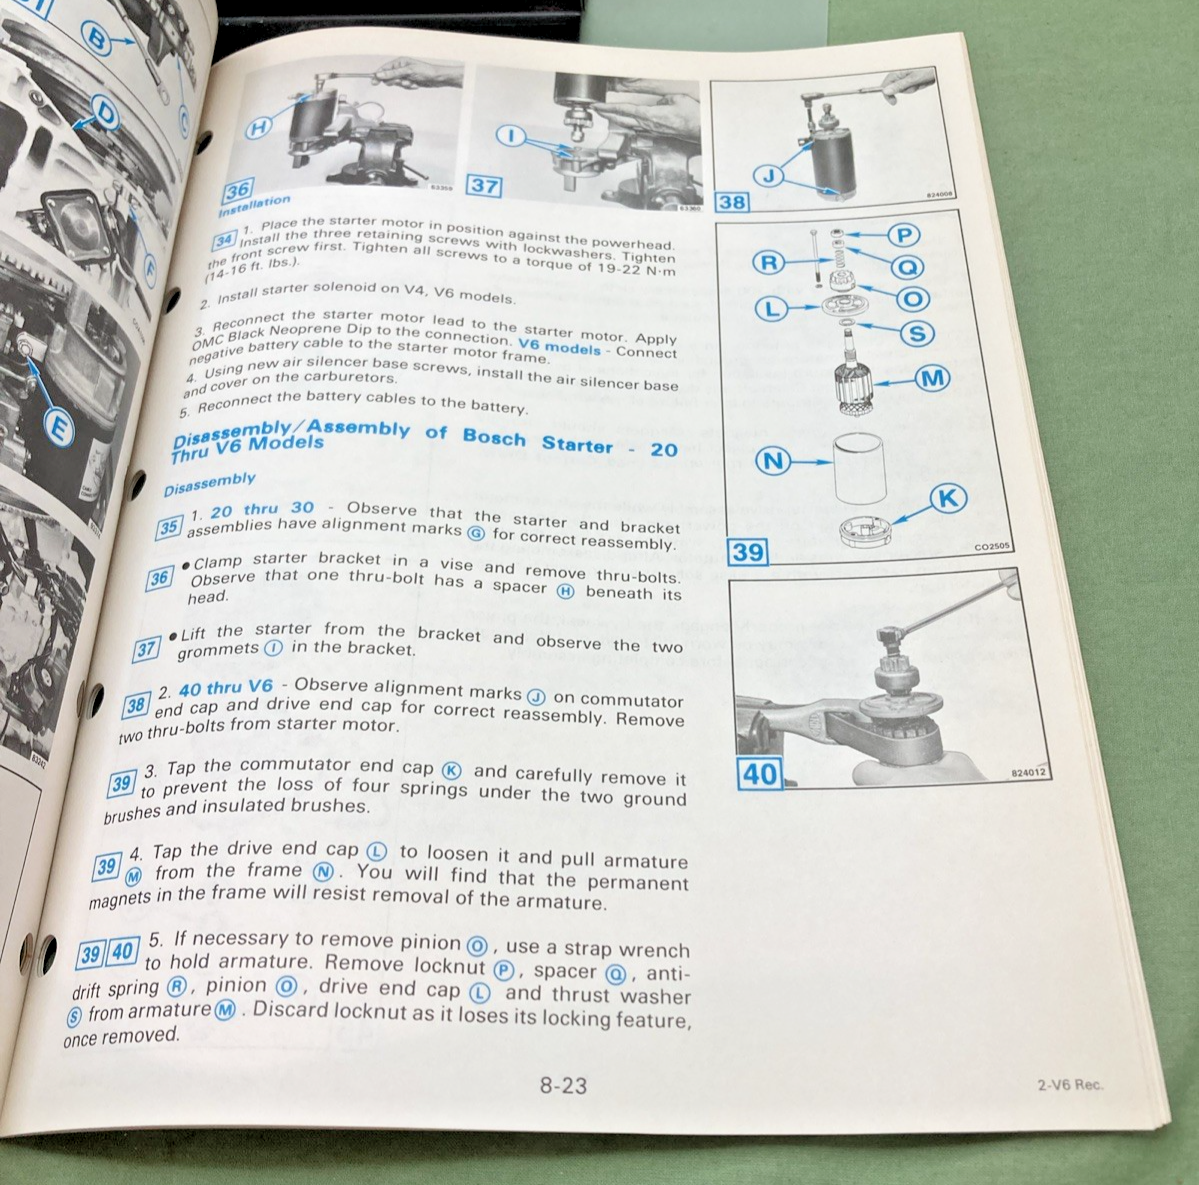 B
C
D
F
E
H
36
83359
I
37
83360
J
38
824008
Installation
34 1. Place the starter motor in position against the powerhead.
Install the three retaining screws with lockwashers. Tighten
the front screw first. Tighten all screws to a torque of 19-22 N·m
(14-16 ft. lbs.).
2. Install starter solenoid on V4, V6 models.
3. Reconnect the starter motor lead to the starter motor. Apply
OMC Black Neoprene Dip to the connection. V6 models - Connect
negative battery cable to the starter motor frame.
4. Using new air silencer base screws, install the air silencer base
and cover on the carburetors.
5. Reconnect the battery cables to the battery.
Disassembly/Assembly of Bosch Starter - 20
Thru V6 Models
Disassembly
35 1. 20 thru 30 - Observe that the starter and bracket
assemblies have alignment marks G for correct reassembly.
36 • Clamp starter bracket in a vise and remove thru-bolts.
Observe that one thru-bolt has a spacer H beneath its
head.
37 • Lift the starter from the bracket and observe the two
grommets I in the bracket.
38 2. 40 thru V6 - Observe alignment marks J on commutator
end cap and drive end cap for correct reassembly. Remove
two thru-bolts from starter motor.
39 3. Tap the commutator end cap K and carefully remove it
to prevent the loss of four springs under the two ground
brushes and insulated brushes.
39 4. Tap the drive end cap L to loosen it and pull armature
M from the frame N. You will find that the permanent
magnets in the frame will resist removal of the armature.
39 40 5. If necessary to remove pinion O, use a strap wrench
to hold armature. Remove locknut P, spacer Q, anti-
drift spring R, pinion O, drive end cap L and thrust washer
S from armature M. Discard locknut as it loses its locking feature,
once removed.
P
R
Q
L
O
S
M
N
K
39
CO2505
40
824012
8-23
2-V6 Rec.